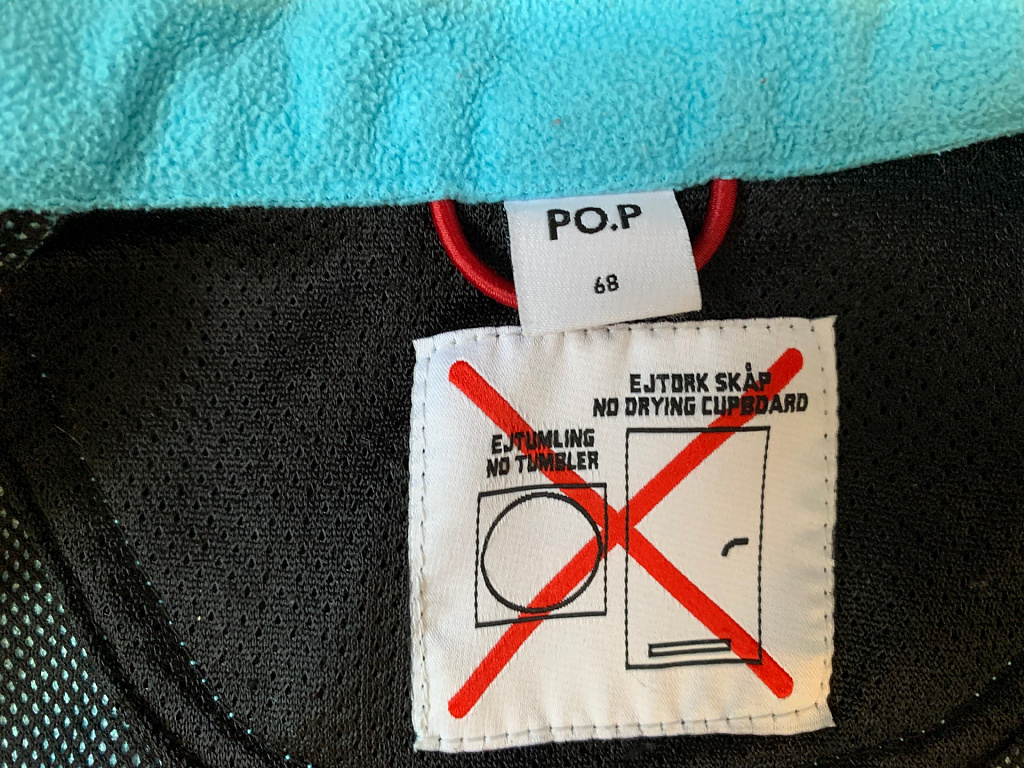 PO.P
68
EJTORK SKÅP
NO DRYING CUPBOARD
EJTUMLING
NO TUMBLER